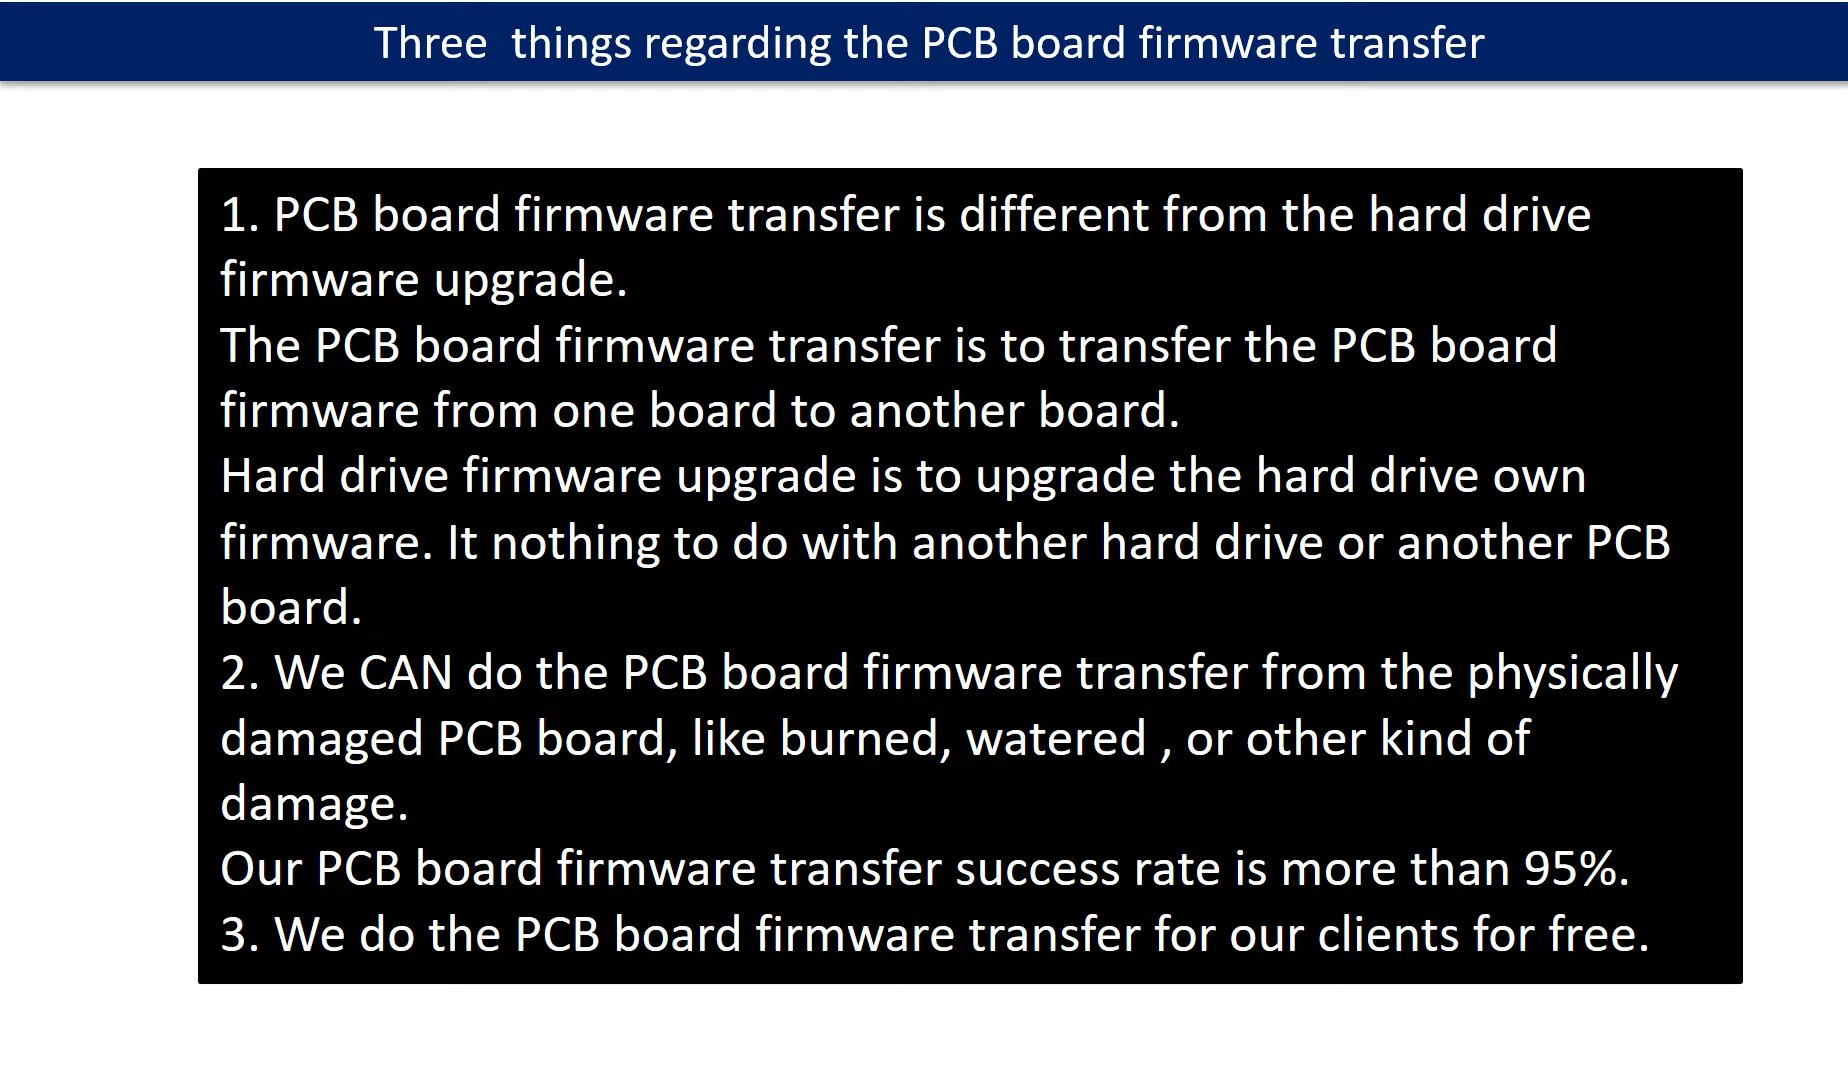 Three  things regarding the PCB board firmware transfer
1. PCB board firmware transfer is different from the hard drive
firmware upgrade.
The PCB board firmware transfer is to transfer the PCB board
firmware from one board to another board.
Hard drive firmware upgrade is to upgrade the hard drive own
firmware. It nothing to do with another hard drive or another PCB
board.
2. We CAN do the PCB board firmware transfer from the physically
damaged PCB board, like burned, watered , or other kind of
damage.
Our PCB board firmware transfer success rate is more than 95%.
3. We do the PCB board firmware transfer for our clients for free.